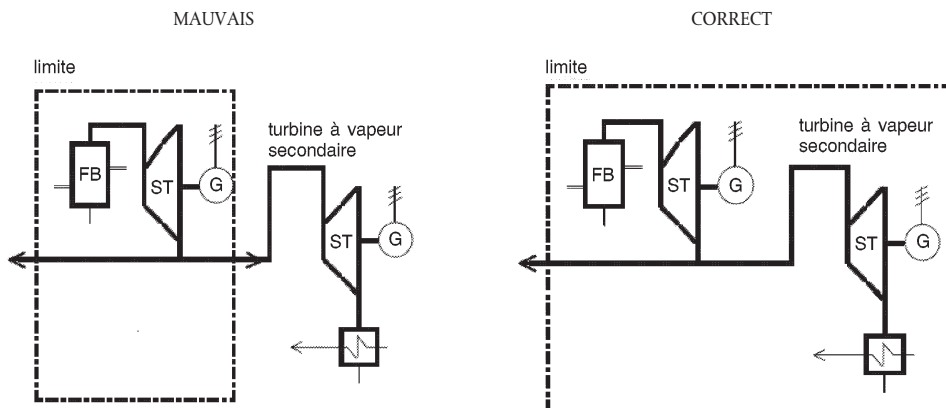 MAUVAIS
CORRECT
limite
turbine à vapeur
secondaire
FB
ST
G
ST
G
limite
turbine à vapeur
secondaire
FB
ST
G
ST
G